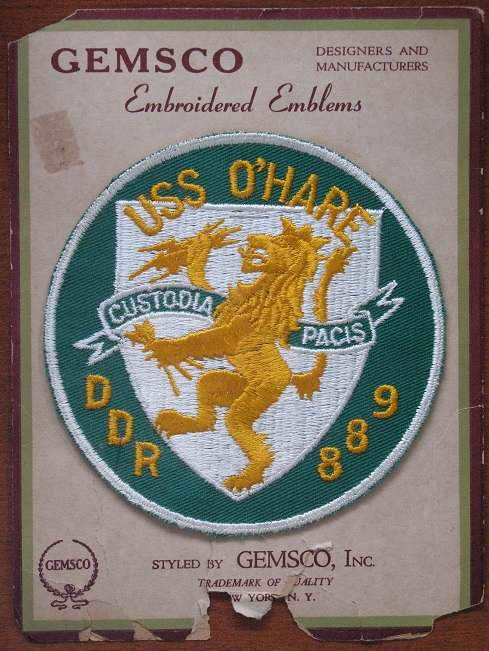 GEMSCO
DESIGNERS AND
MANUFACTURERS
Embroidered Emblems
USS O'HARE
CUSTODIA
PACIS
DDR
889
GEMSCO
STYLED BY GEMSCO, INC.
TRADEMARK OF
YORK N. Y.